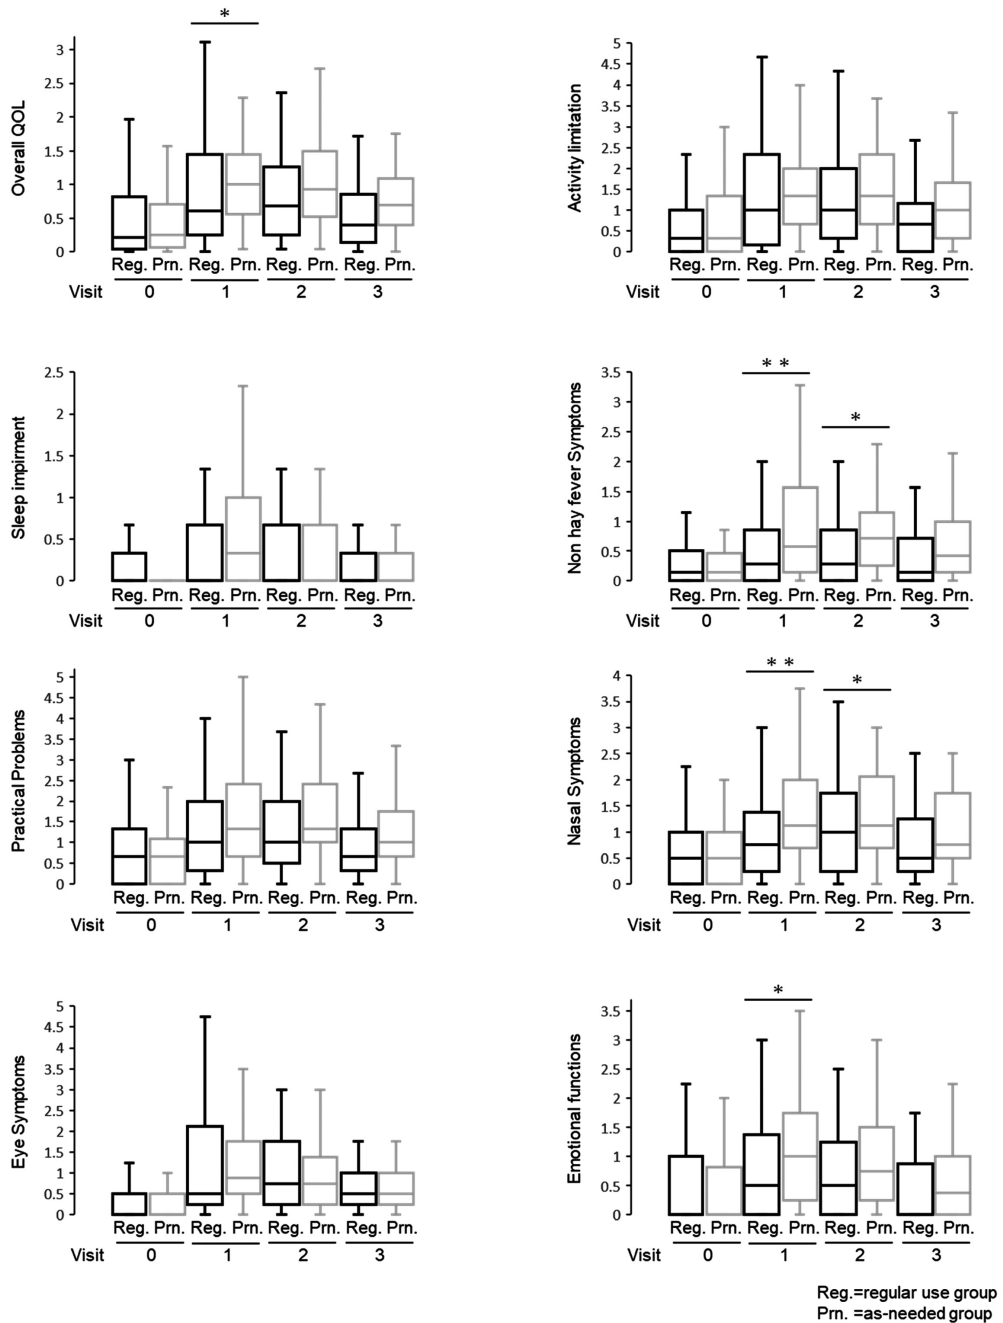 *
Overall QOL
3
2.5
2
1.5
1
0.5
0
Reg. Prn. Reg. Prn. Reg. Prn. Reg. Prn.
Visit 0 1 2 3
Activity limitation
5
4.5
4
3.5
3
2.5
2
1.5
1
0.5
0
Reg. Prn. Reg. Prn. Reg. Prn. Reg. Prn.
Visit 0 1 2 3
Sleep impirment
2.5
2
1.5
1
0.5
0
Reg. Prn. Reg. Prn. Reg. Prn. Reg. Prn.
Visit 0 1 2 3
* *
*
Non hay fever Symptoms
3.5
3
2.5
2
1.5
1
0.5
0
Reg. Prn. Reg. Prn. Reg. Prn. Reg. Prn.
Visit 0 1 2 3
Practical Problems
5
4.5
4
3.5
3
2.5
2
1.5
1
0.5
0
Reg. Prn. Reg. Prn. Reg. Prn. Reg. Prn.
Visit 0 1 2 3
* *
*
Nasal Symptoms
4
3.5
3
2.5
2
1.5
1
0.5
0
Reg. Prn. Reg. Prn. Reg. Prn. Reg. Prn.
Visit 0 1 2 3
Eye Symptoms
5
4.5
4
3.5
3
2.5
2
1.5
1
0.5
0
Reg. Prn. Reg. Prn. Reg. Prn. Reg. Prn.
Visit 0 1 2 3
*
Emotional functions
3.5
3
2.5
2
1.5
1
0.5
0
Reg. Prn. Reg. Prn. Reg. Prn. Reg. Prn.
Visit 0 1 2 3
Reg.=regular use group
Prn. =as-needed group